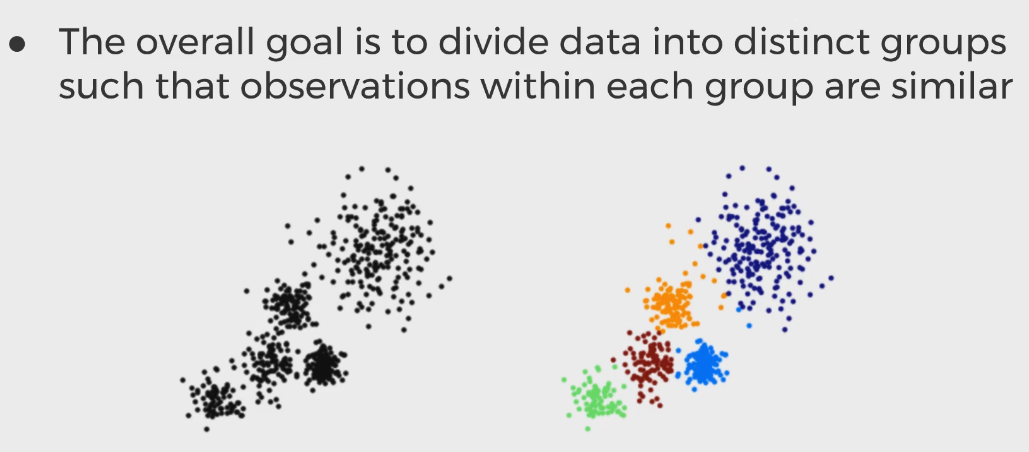 ● The overall goal is to divide data into distinct groups
such that observations within each group are similar